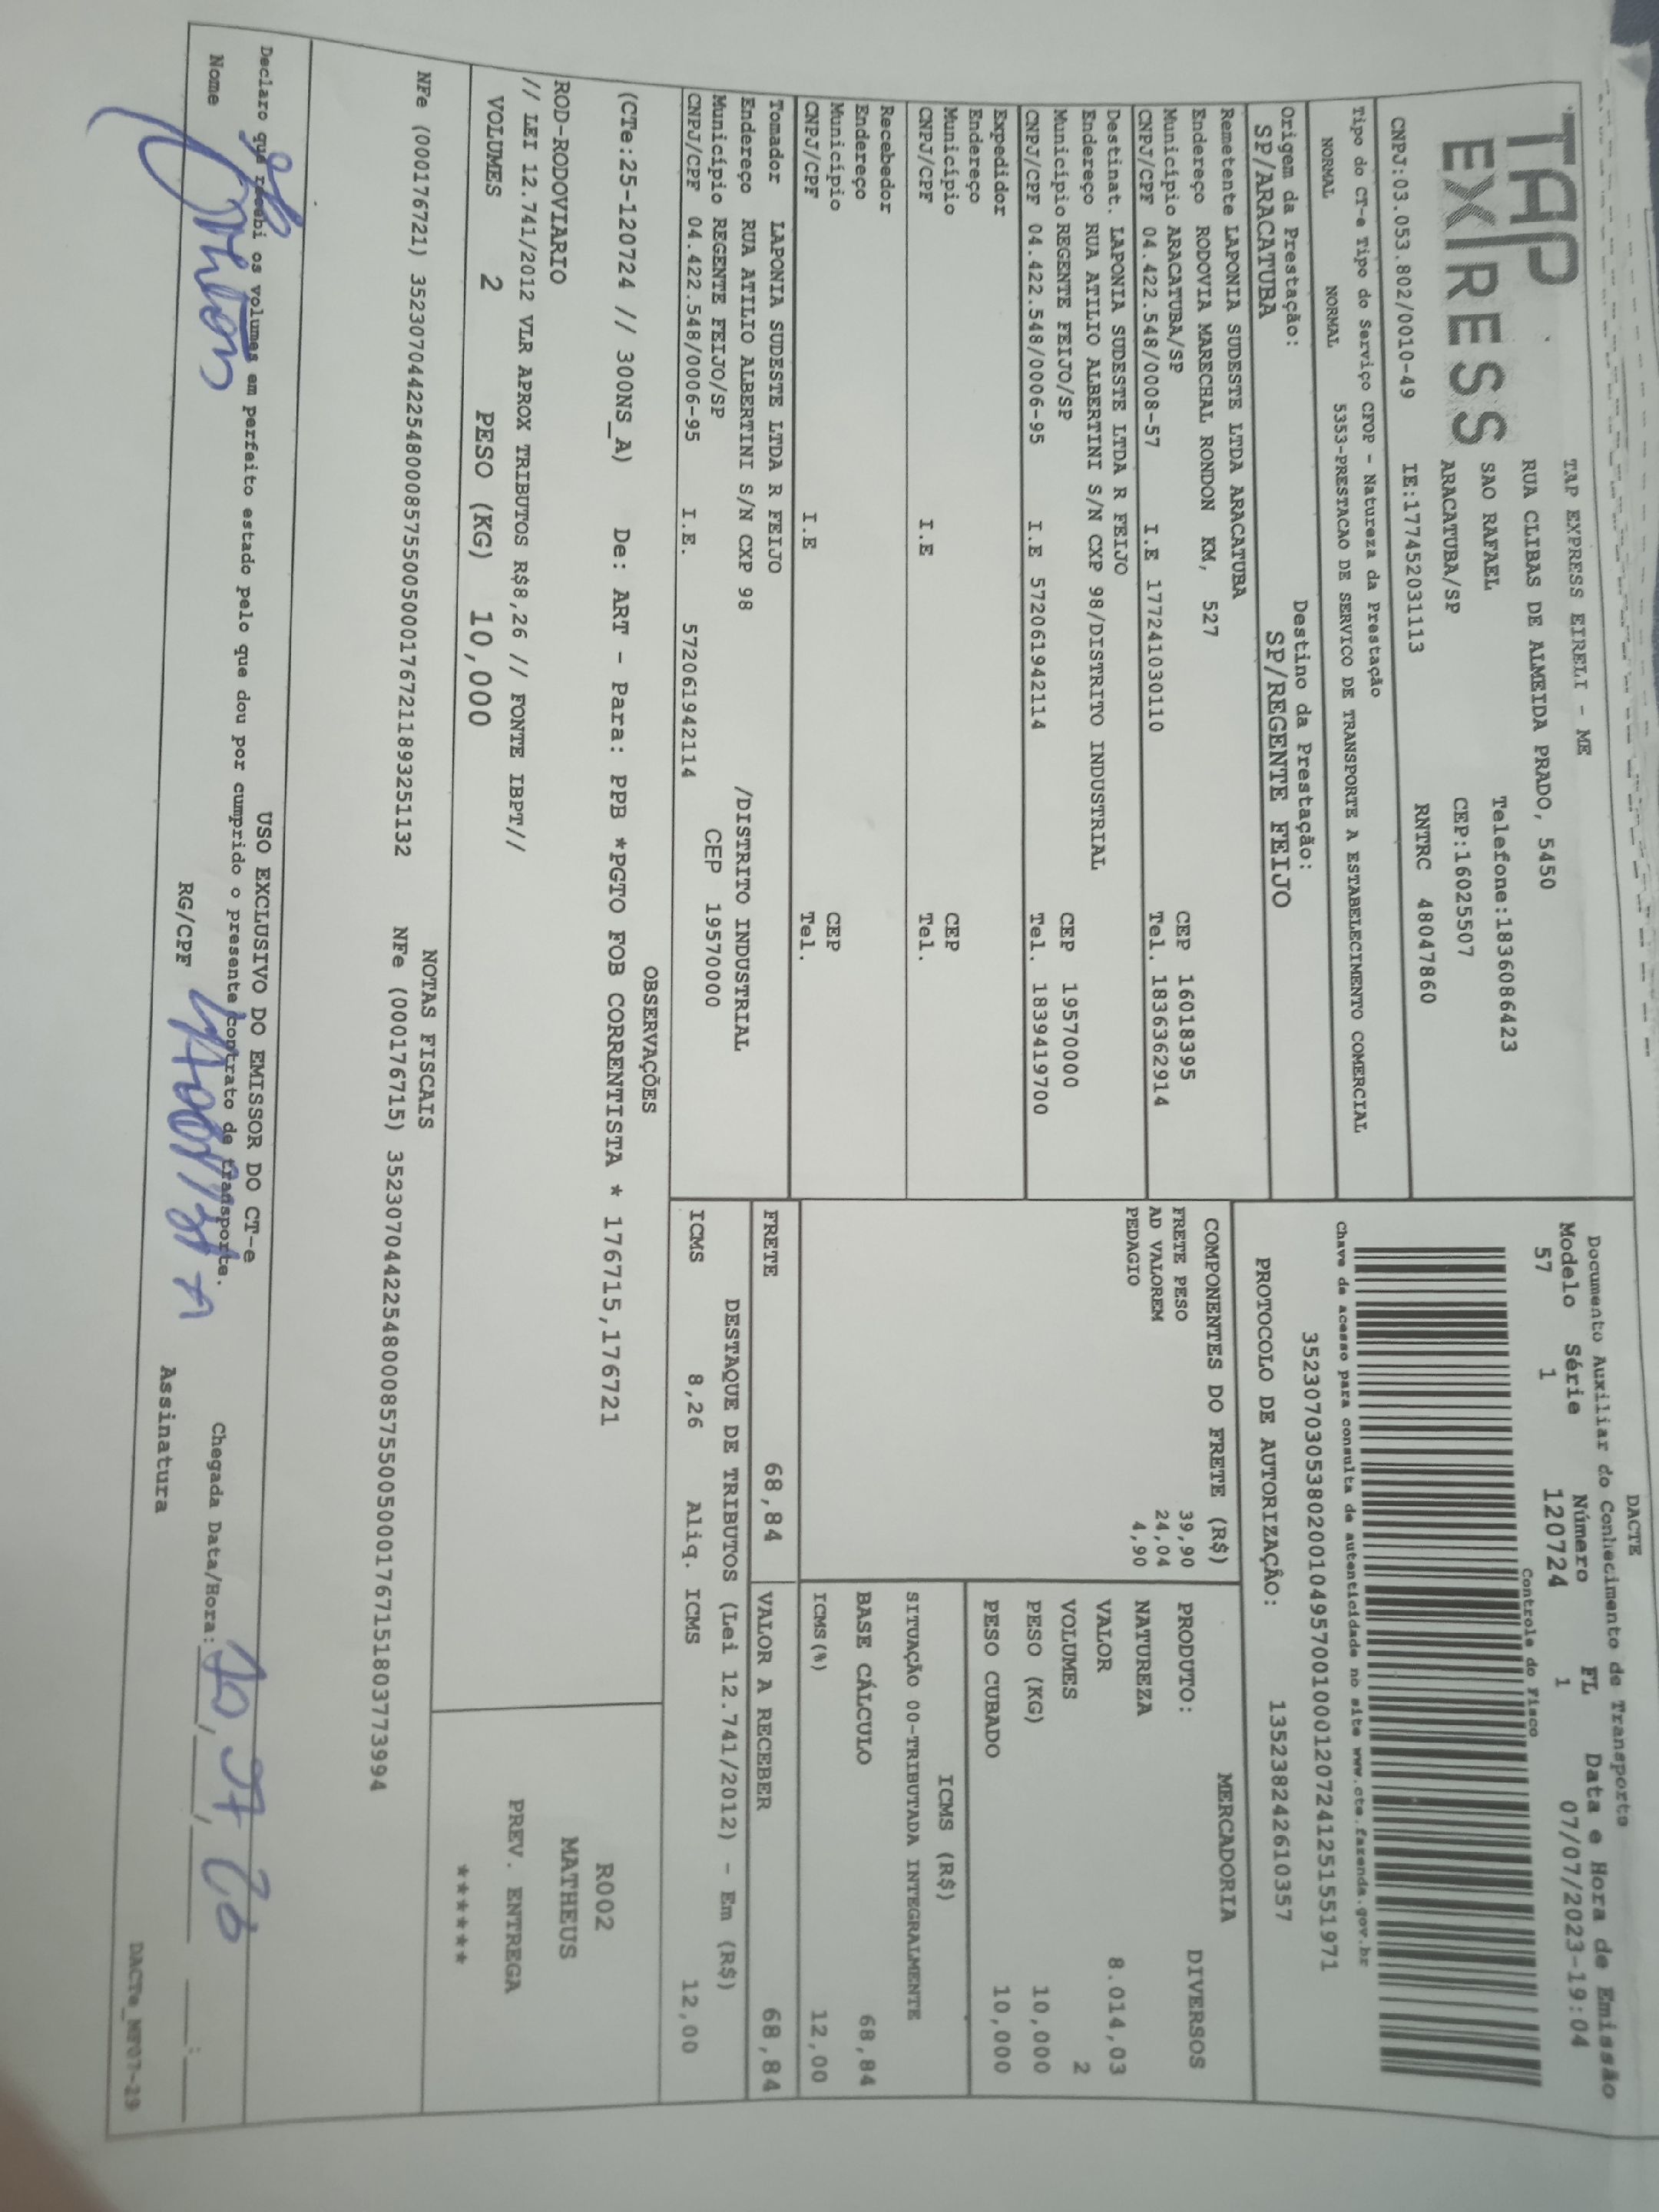 TAP
EXPRESS
TAP EXPRESS EIRELI - ME
RUA CLIBAS DE ALMEIDA PRADO, 5450
SAO RAFAEL Telefone:1836086423
ARACATUBA/SP CEP:16025507
CNPJ:03.053.802/0010-49 IE:177452031113 RNTRC 48047860
DACTE
Documento Auxiliar do Conhecimento de Transporte
Modelo Série Número FL Data e Hora de Emissão
57 1 120724 1 07/07/2023-19:04
Controle do Fisco
Chave de acesso para consulta de autenticidade no site www.cte.fazenda.gov.br
35230703053802001049570010001207241251551971
PROTOCOLO DE AUTORIZAÇÃO: 135238242610357
Tipo do CT-e Tipo do Serviço CFOP - Natureza da Prestação
NORMAL NORMAL 5353-PRESTACAO DE SERVICO DE TRANSPORTE A ESTABELECIMENTO COMERCIAL
Origem da Prestação: Destino da Prestação:
SP/ARACATUBA SP/REGENTE FEIJO
Remetente LAPONIA SUDESTE LTDA ARACATUBA
Endereço RODOVIA MARECHAL RONDON KM, 527
Município ARACATUBA/SP CEP 16018395
CNPJ/CPF 04.422.548/0008-57 I.E 177241030110 Tel. 1836362914
Destinat. LAPONIA SUDESTE LTDA R FEIJO
Endereço RUA ATILIO ALBERTINI S/N CXP 98/DISTRITO INDUSTRIAL
Município REGENTE FEIJO/SP CEP 19570000
CNPJ/CPF 04.422.548/0006-95 I.E 572061942114 Tel. 1839419700
Expedidor
Endereço
Município CEP
CNPJ/CPF I.E Tel.
Recebedor
Endereço
Município CEP
CNPJ/CPF I.E Tel.
Tomador LAPONIA SUDESTE LTDA R FEIJO
Endereço RUA ATILIO ALBERTINI S/N CXP 98 /DISTRITO INDUSTRIAL
Município REGENTE FEIJO/SP CEP 19570000
CNPJ/CPF 04.422.548/0006-95 I.E. 572061942114
COMPONENTES DO FRETE (R$)
FRETE PESO 39,90
AD VALOREM 24,04
PEDAGIO 4,90
MERCADORIA
PRODUTO: DIVERSOS
NATUREZA
VALOR 8.014,03
VOLUMES 2
PESO (KG) 10,000
PESO CUBADO 10,000
ICMS (R$)
SITUAÇÃO 00-TRIBUTADA INTEGRALMENTE
BASE CÁLCULO 68,84
ICMS(%) 12,00
FRETE 68,84 VALOR A RECEBER 68,84
DESTAQUE DE TRIBUTOS (Lei 12.741/2012) - Em (R$)
ICMS 8,26 Aliq. ICMS 12,00
OBSERVAÇÕES
(CTe:25-120724 // 300NS_A) De: ART - Para: PPB *PGTO FOB CORRENTISTA * 176715,176721
ROD-RODOVIARIO
// LEI 12.741/2012 VLR APROX TRIBUTOS R$8,26 // FONTE IBPT//
VOLUMES 2 PESO (KG) 10,000
R002
MATHEUS
PREV. ENTREGA
*******
NOTAS FISCAIS
NFe (000176721) 35230704422548000857550050001767211893251132 NFe (000176715) 35230704422548000857550050001767151803773994
USO EXCLUSIVO DO EMISSOR DO CT-e
Declaro que recebi os volumes em perfeito estado pelo que dou por cumprido o presente contrato de transporte.
Nome RG/CPF Assinatura
Chegada Data/Hora:
DACTe_MF07-29